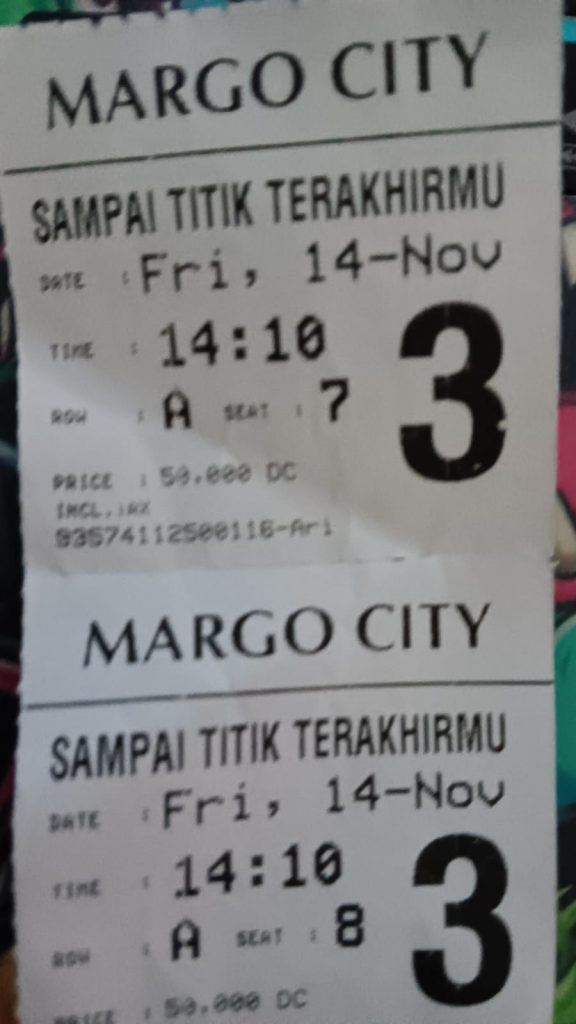 MARGO CITY
SAMPAI TITIK TERAKHIRMU
DATE : Fri, 14-Nov
TIME : 14:10
3
ROW : A SEAT : 7
PRICE : 50.000 DC
INCL.TAX
93574112500116-Ari
MARGO CITY
SAMPAI TITIK TERAKHIRMU
DATE : Fri, 14-Nov
TIME : 14:10
3
ROW : A SEAT : 8
PRICE : 50.000 DC